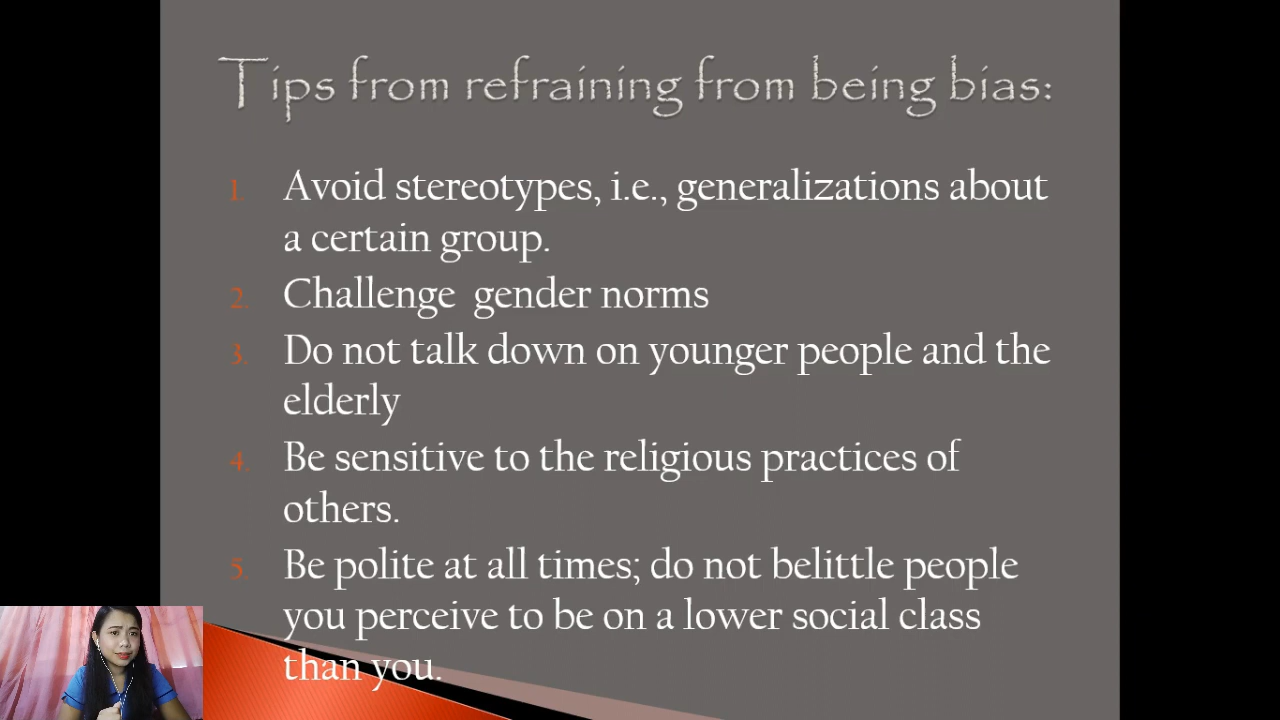 Tips from refraining from being bias:
1. Avoid stereotypes, i.e., generalizations about
a certain group.
2. Challenge gender norms
3. Do not talk down on younger people and the
elderly
4. Be sensitive to the religious practices of
others.
5. Be polite at all times; do not belittle people
you perceive to be on a lower social class
than you.